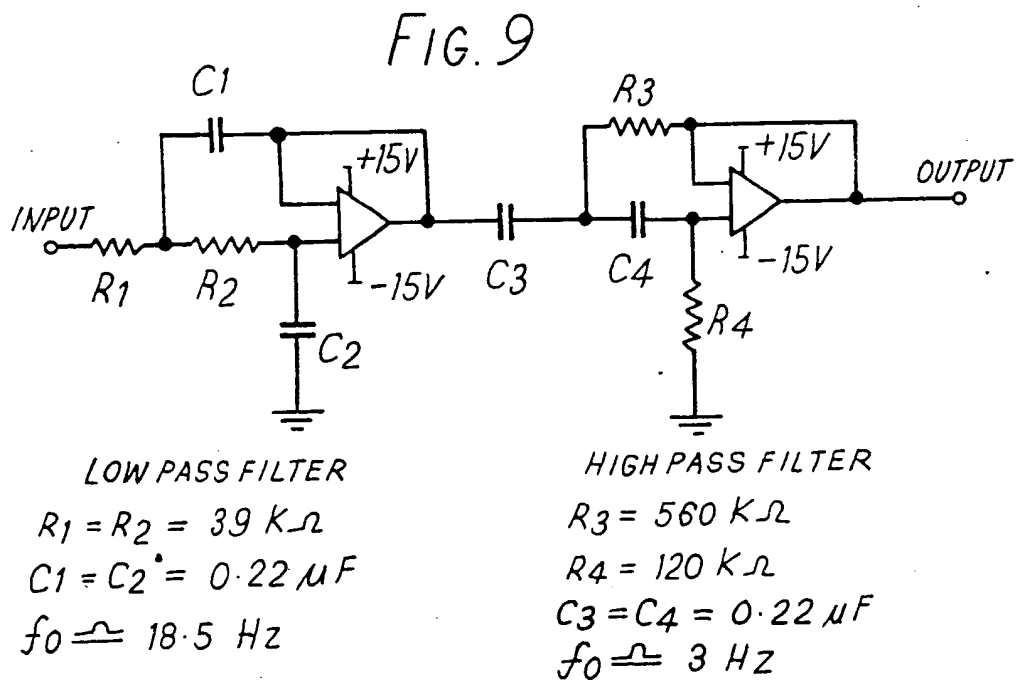 FIG. 9
C1
R3
+15V
+15V
INPUT
OUTPUT
R1
R2
-15V
C3
C4
-15V
C2
R4
LOW PASS FILTER
R1 = R2 = 39 KΩ
C1 = C2 = 0.22 µF
fo ≏ 18.5 Hz
HIGH PASS FILTER
R3 = 560 KΩ
R4 = 120 KΩ
C3 = C4 = 0.22 µF
fo ≏ 3 Hz